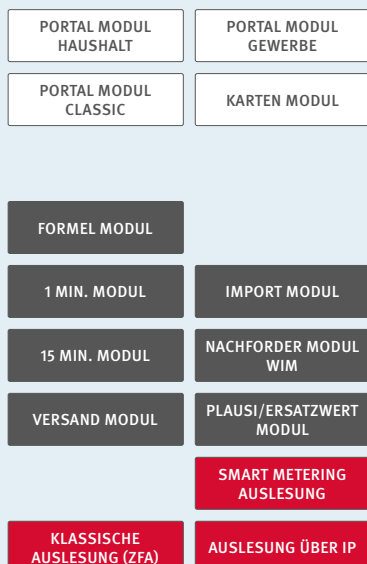 PORTAL MODUL
HAUSHALT
PORTAL MODUL
GEWERBE
PORTAL MODUL
CLASSIC
KARTEN MODUL
FORMEL MODUL
1 MIN. MODUL
IMPORT MODUL
15 MIN. MODUL
NACHFORDER MODUL
WIM
VERSAND MODUL
PLAUSI/ERSATZWERT
MODUL
SMART METERING
AUSLESUNG
KLASSISCHE
AUSLESUNG (ZFA)
AUSLESUNG ÜBER IP